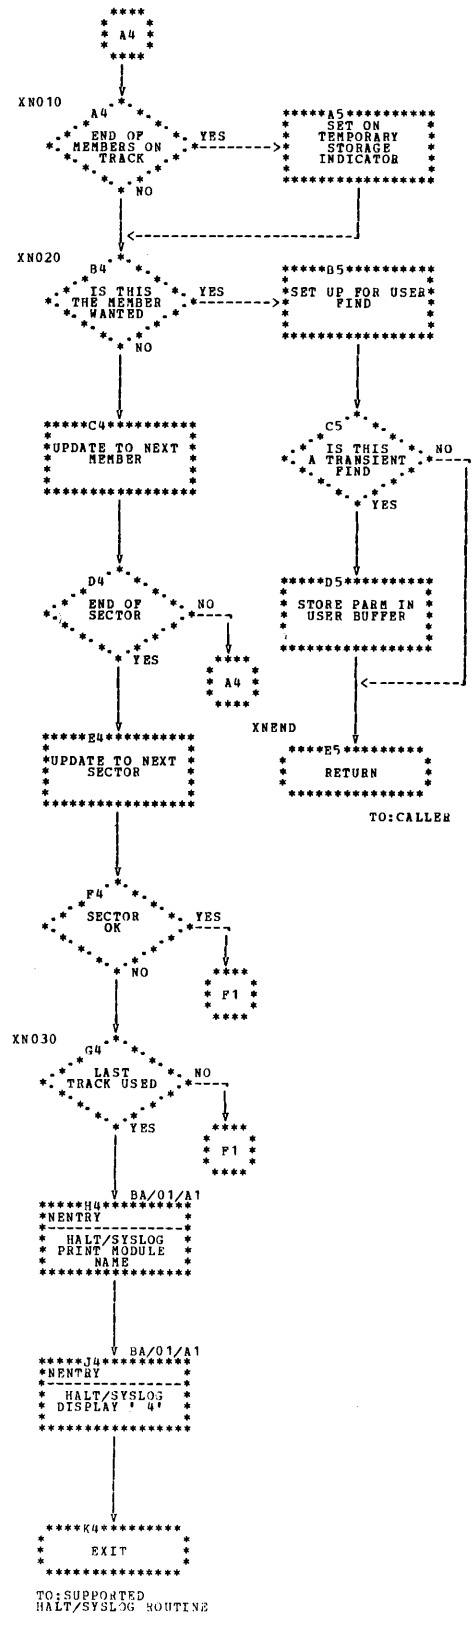 A4
XN010
A4
END OF
MEMBERS ON
TRACK
YES
NO
A5
SET ON
TEMPORARY
STORAGE
INDICATOR
XN020
B4
IS THIS
THE MEMBER
WANTED
YES
NO
B5
SET UP FOR USER
FIND
C4
UPDATE TO NEXT
MEMBER
C5
IS THIS
A TRANSIENT
FIND
NO
YES
D4
END OF
SECTOR
NO
YES
A4
D5
STORE PARM IN
USER BUFFER
XNEND
E4
UPDATE TO NEXT
SECTOR
E5
RETURN
TO:CALLER
F4
SECTOR
OK
YES
NO
F1
XN030
G4
LAST
TRACK USED
NO
YES
F1
BA/01/A1
H4
NENTRY
HALT/SYSLOG
PRINT MODULE
NAME
BA/01/A1
J4
NENTRY
HALT/SYSLOG
DISPLAY ' 4'
K4
EXIT
TO:SUPPORTED
HALT/SYSLOG ROUTINE